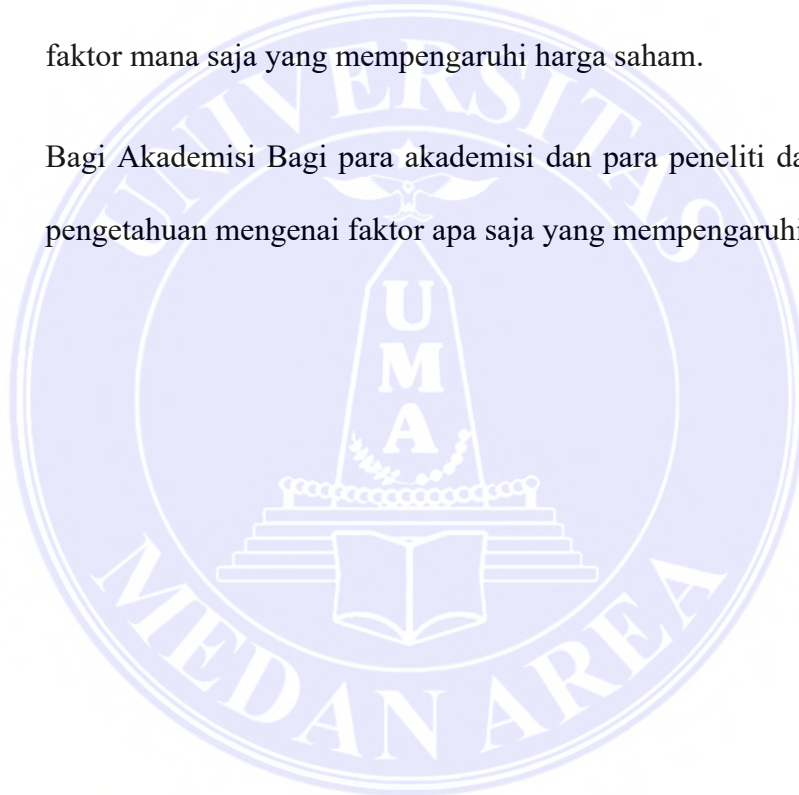 faktor mana saja yang mempengaruhi harga saham.
Bagi Akademisi Bagi para akademisi dan para peneliti
pengetahuan mengenai faktor apa saja yang mempengaruhi
UNIVERSITAS
UMA
MEDAN AREA